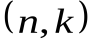 (n, k)